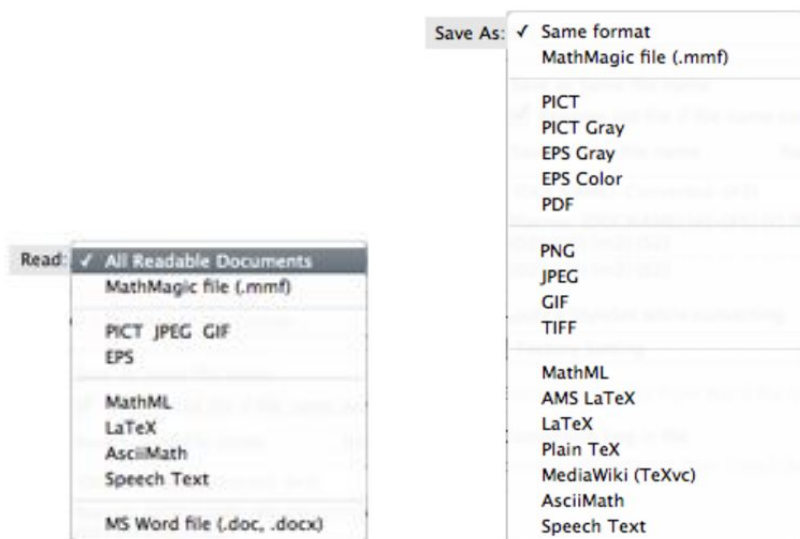 Read:
✓ All Readable Documents
MathMagic file (.mmf)
PICT JPEG GIF
EPS
MathML
LaTeX
AsciiMath
Speech Text
MS Word file (.doc, .docx)
Save As:
✓ Same format
MathMagic file (.mmf)
PICT
PICT Gray
EPS Gray
EPS Color
PDF
PNG
JPEG
GIF
TIFF
MathML
AMS LaTeX
LaTeX
Plain TeX
MediaWiki (TeXvc)
AsciiMath
Speech Text